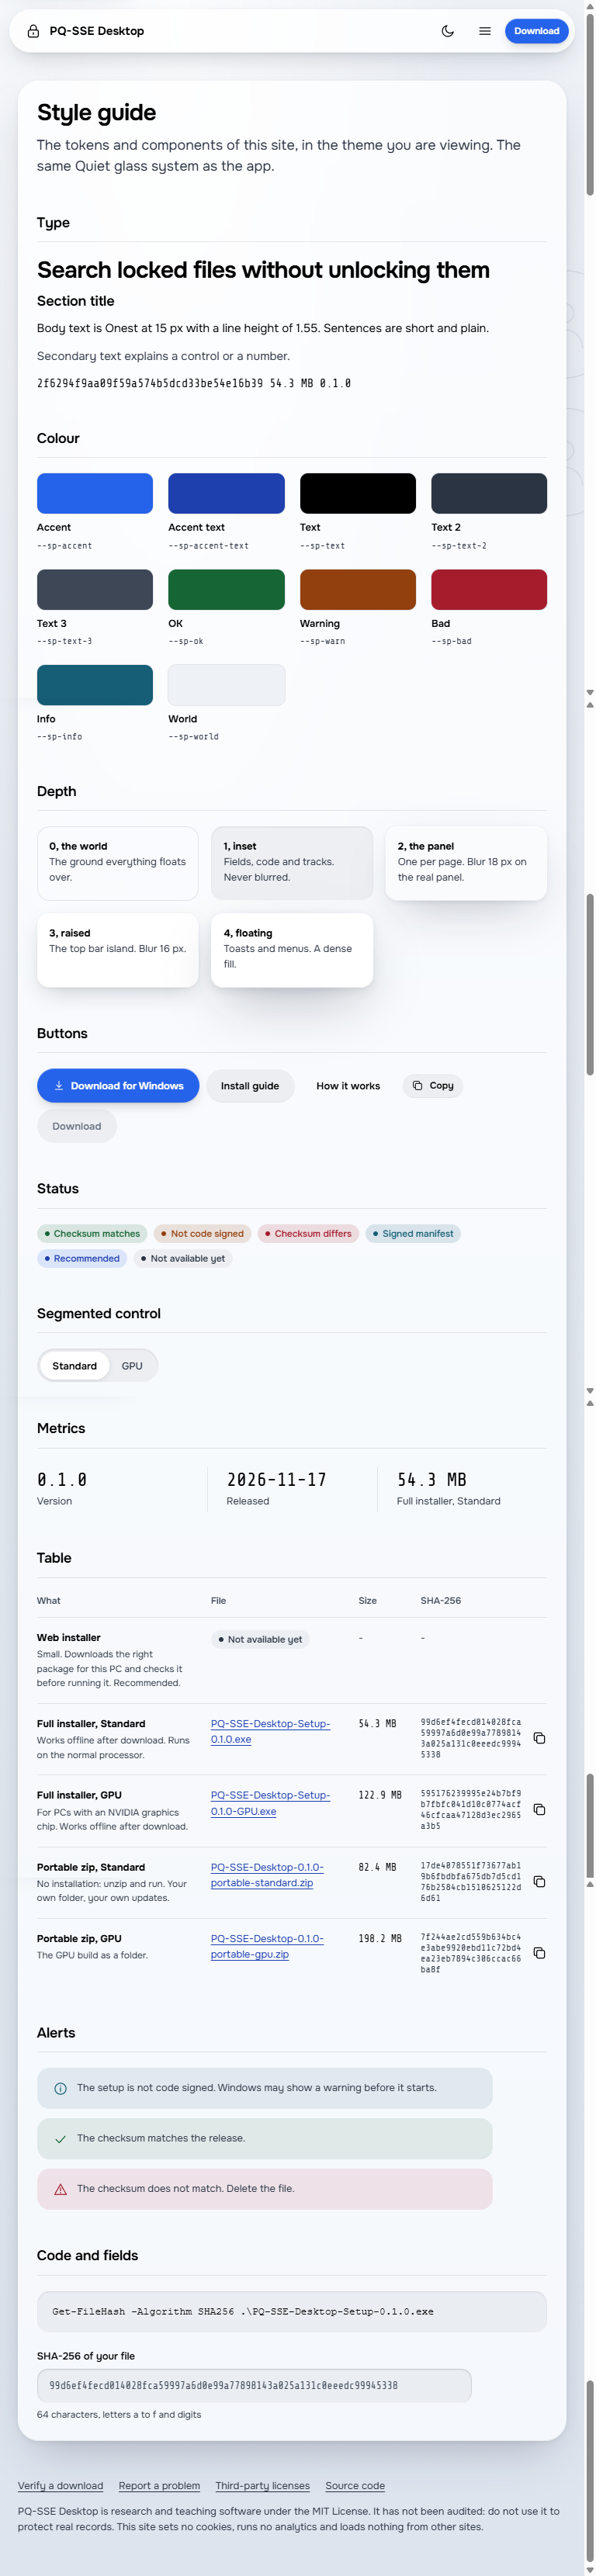 PQ-SSE Desktop
Download
Style guide
The tokens and components of this site, in the theme you are viewing. The
same Quiet glass system as the app.
Type
Search locked files without unlocking them
Section title
Body text is Onest at 15 px with a line height of 1.55. Sentences are short and plain.
Secondary text explains a control or a number.
2f6294f9aa09f59a574b5dcd33be54e16b39 54.3 MB 0.1.0
Colour
Accent
--sp-accent
Accent text
--sp-accent-text
Text
--sp-text
Text 2
--sp-text-2
Text 3
--sp-text-3
OK
--sp-ok
Warning
--sp-warn
Bad
--sp-bad
Info
--sp-info
World
--sp-world
Depth
0, the world
The ground everything floats
over.
1, inset
Fields, code and tracks.
Never blurred.
2, the panel
One per page. Blur 18 px on
the real panel.
3, raised
The top bar island. Blur 16 px.
4, floating
Toasts and menus. A dense
fill.
Buttons
Download for Windows
Install guide
How it works
Copy
Download
Status
Checksum matches
Not code signed
Checksum differs
Signed manifest
Recommended
Not available yet
Segmented control
Standard
GPU
Metrics
0.1.0
Version
2026-11-17
Released
54.3 MB
Full installer, Standard
Table
What File Size SHA-256
Web installer
Small. Downloads the right
package for this PC and checks it
before running it. Recommended.
Not available yet
-
-
Full installer, Standard
Works offline after download. Runs
on the normal processor.
PQ-SSE-Desktop-Setup-
0.1.0.exe
54.3 MB
99d6ef4fecd014028fca
59997a6d0e99a7789814
3a025a131c0eeedc9994
5338
Full installer, GPU
For PCs with an NVIDIA graphics
chip. Works offline after download.
PQ-SSE-Desktop-Setup-
0.1.0-GPU.exe
122.9 MB
595176239995e24b7bf9
b7fbfc041d10c0774acf
46cfcaa47128d3ec2965
a3b5
Portable zip, Standard
No installation: unzip and run. Your
own folder, your own updates.
PQ-SSE-Desktop-0.1.0-
portable-standard.zip
82.4 MB
17de4078551f73677ab1
9b6fbdbfa675db7d5cd1
76b2584cb1510625122d
6d61
Portable zip, GPU
The GPU build as a folder.
PQ-SSE-Desktop-0.1.0-
portable-gpu.zip
198.2 MB
7f244ae2cd559b634bc4
e3abe9920ebd11c72bd4
ea23eb7894c306ccac66
ba8f
Alerts
The setup is not code signed. Windows may show a warning before it starts.
The checksum matches the release.
The checksum does not match. Delete the file.
Code and fields
Get-FileHash -Algorithm SHA256 .\PQ-SSE-Desktop-Setup-0.1.0.exe
SHA-256 of your file
99d6ef4fecd014028fca59997a6d0e99a77898143a025a131c0eeedc99945338
64 characters, letters a to f and digits
Verify a download Report a problem Third-party licenses Source code
PQ-SSE Desktop is research and teaching software under the MIT License. It has not been audited: do not use it to
protect real records. This site sets no cookies, runs no analytics and loads nothing from other sites.